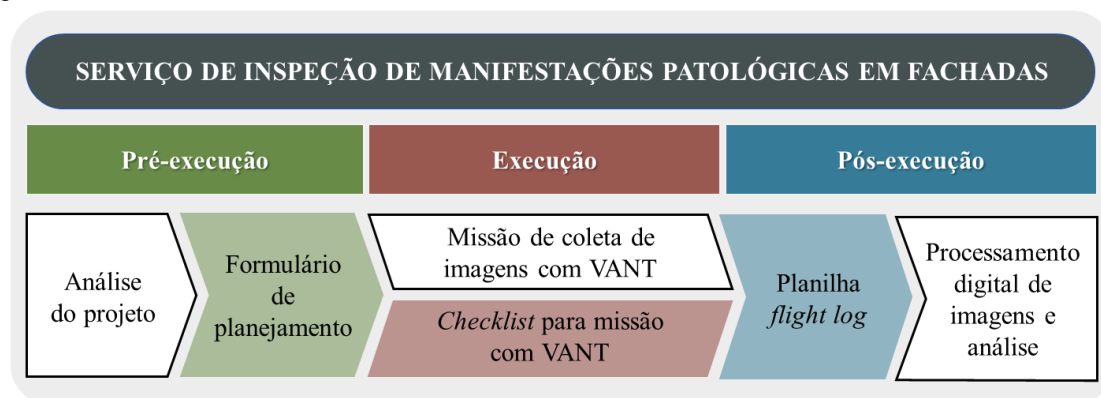 SERVIÇO DE INSPEÇÃO DE MANIFESTAÇÕES PATOLÓGICAS EM FACHADAS
Pré-execução
Execução
Pós-execução
Análise
do projeto
Formulário
de
planejamento
Missão de coleta de
imagens com VANT
Checklist para missão
com VANT
Planilha
flight log
Processamento
digital de
imagens e
análise